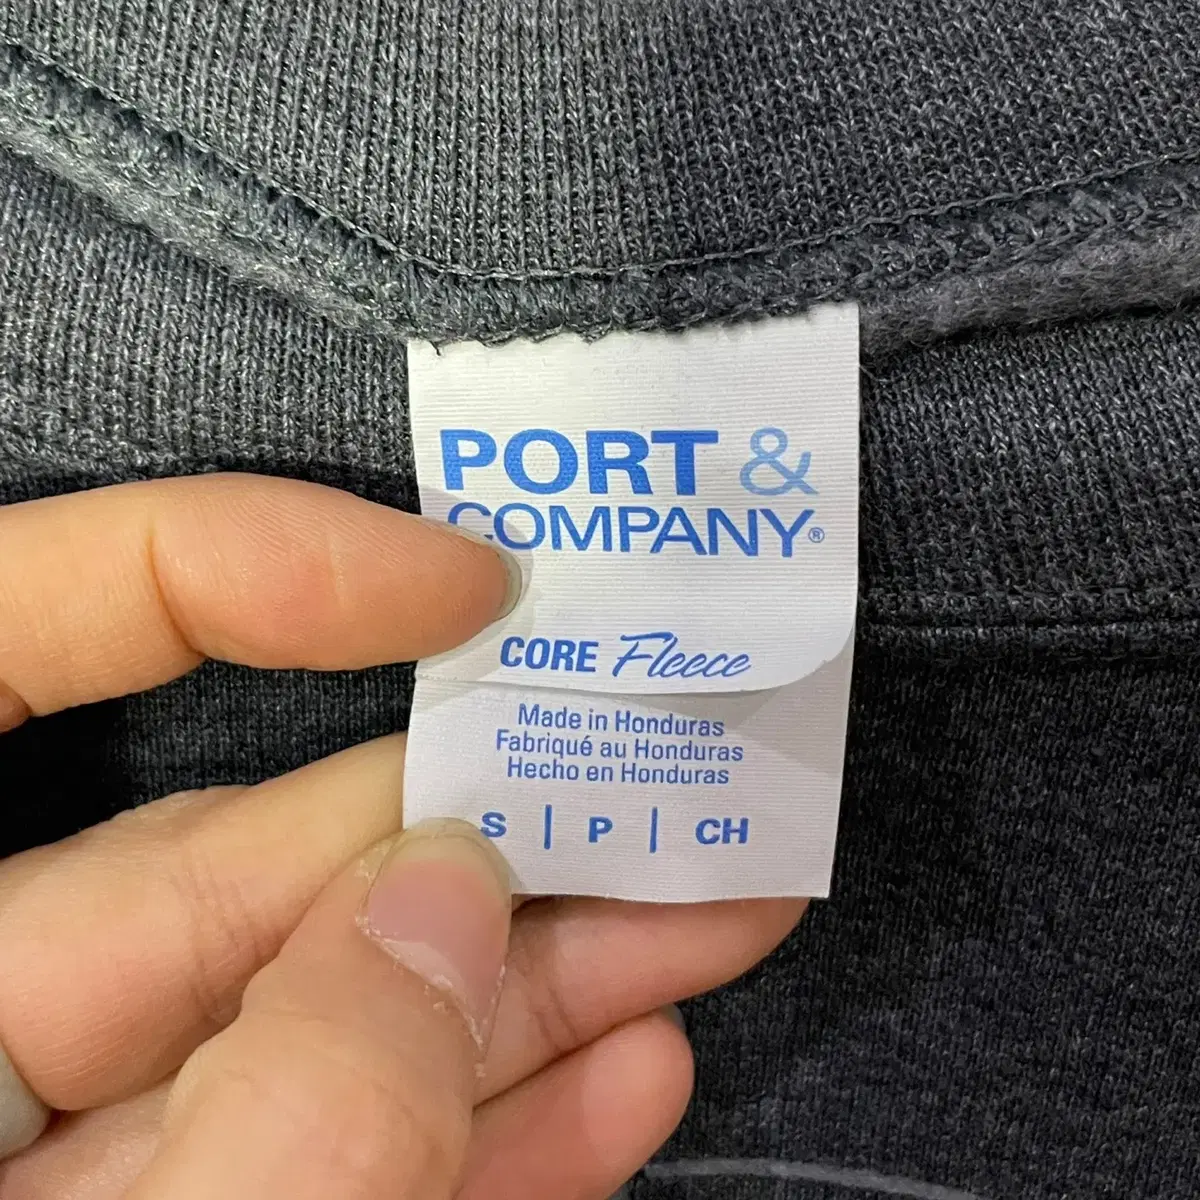 PORT &
COMPANY®
CORE Fleece
Made in Honduras
Fabriqué au Honduras
Hecho en Honduras
S | P | CH